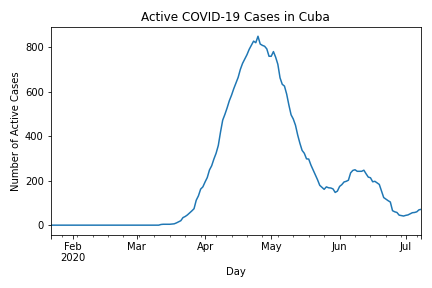 Active COVID-19 Cases in Cuba
Number of Active Cases
800
600
400
200
0
Feb Mar Apr May Jun Jul
2020
Day